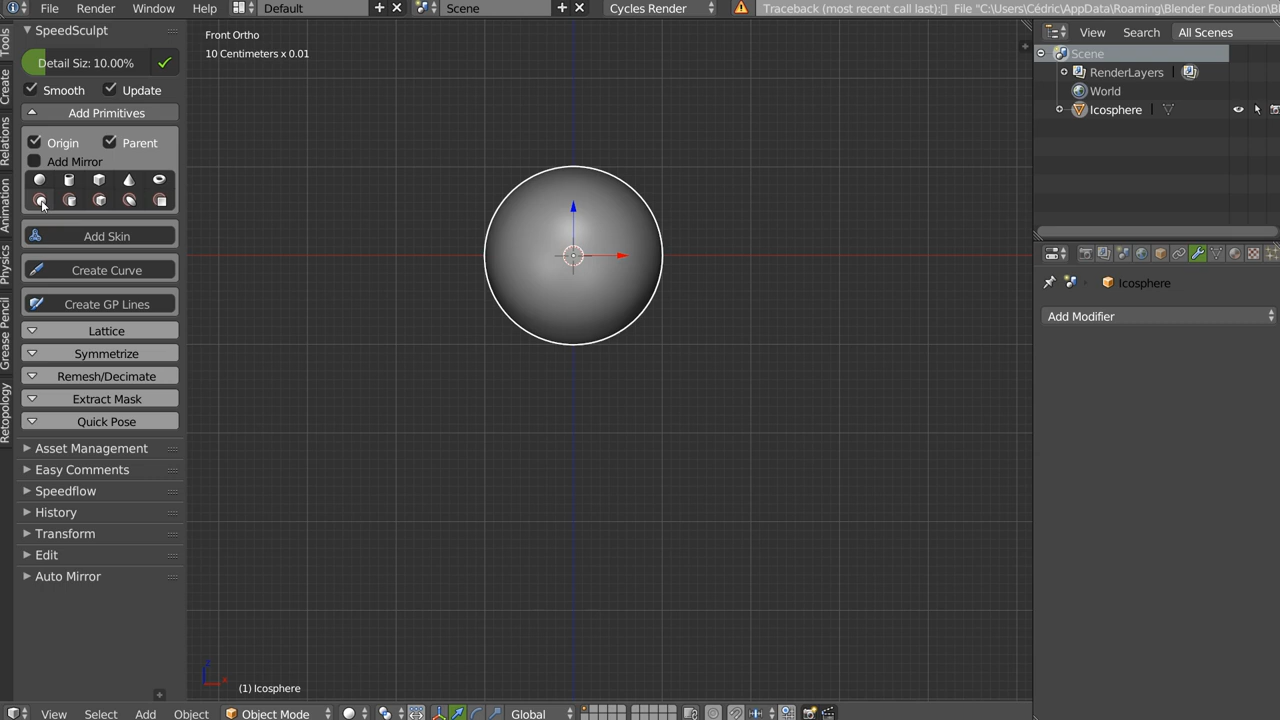 File Render Window Help Default Scene Cycles Render Traceback (most recent call last): File "C:\Users\Cédric\AppData\Roaming\Blender Foundation\Bl
SpeedSculpt
Detail Siz: 10.00%
Smooth Update
Add Primitives
Origin Parent
Add Mirror
Add Skin
Create Curve
Create GP Lines
Lattice
Symmetrize
Remesh/Decimate
Extract Mask
Quick Pose
Asset Management
Easy Comments
Speedflow
History
Transform
Edit
Auto Mirror
Tools
Create
Relations
Animation
Physics
Grease Pencil
Retopology
Front Ortho
10 Centimeters x 0.01
(1) Icosphere
View Search All Scenes
Scene
RenderLayers
World
Icosphere
Icosphere
Add Modifier
View Select Add Object Object Mode Global